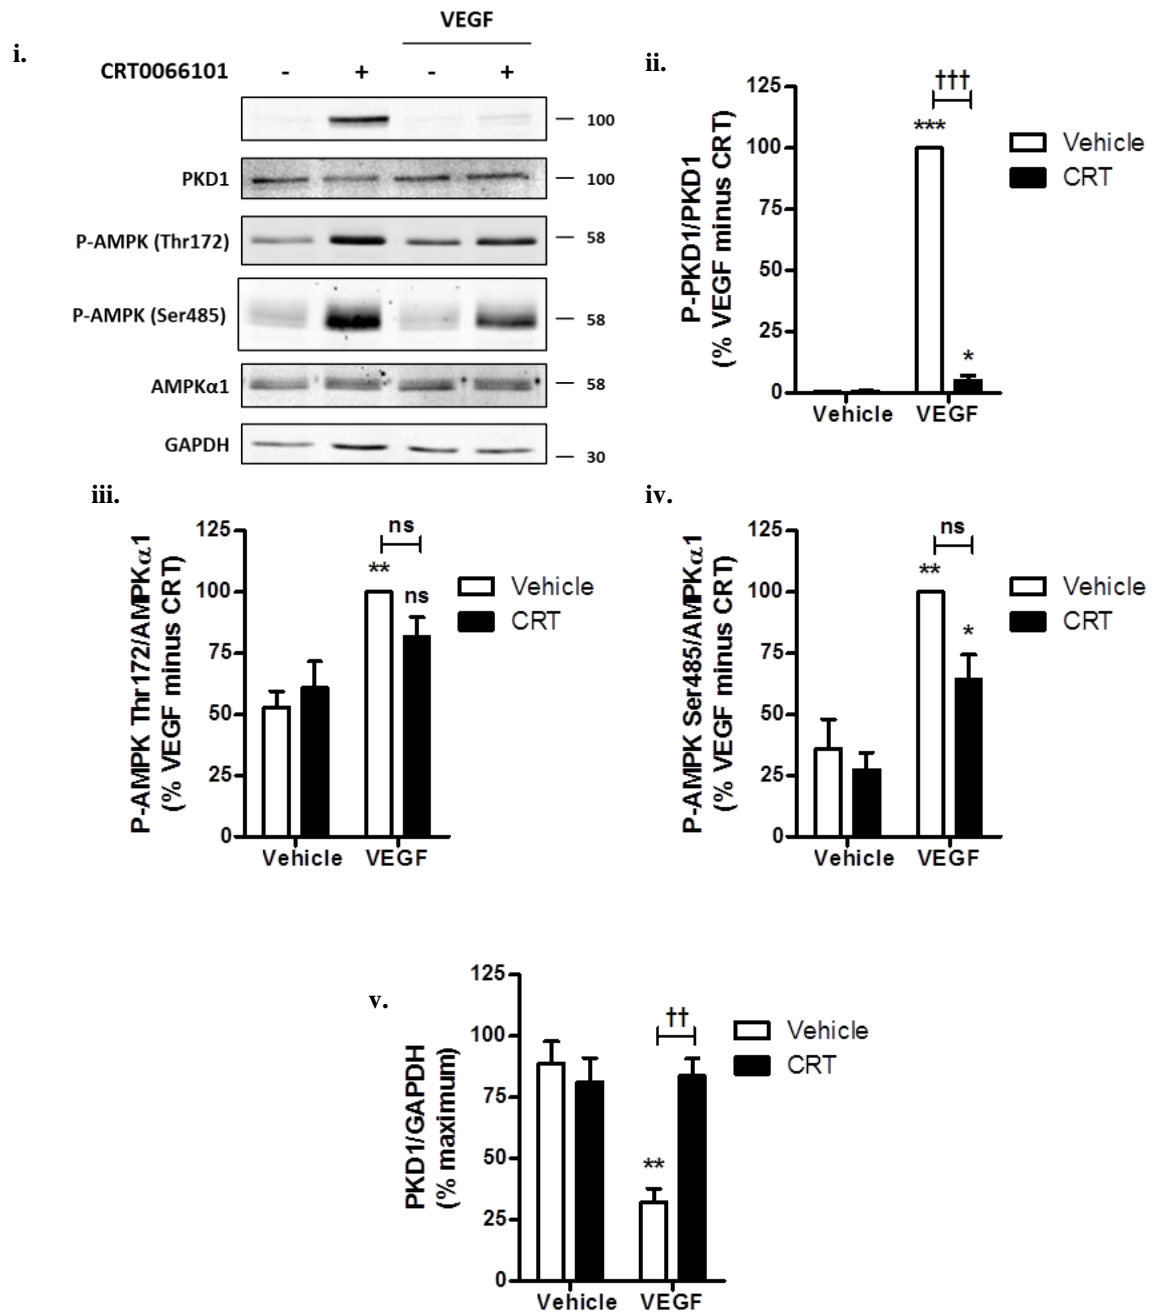 i.
VEGF
CRT0066101 - + - +
100
PKD1 100
P-AMPK (Thr172) 58
P-AMPK (Ser485) 58
AMPKα1 58
GAPDH
30
ii.
P-PKD1/PKD1
(% VEGF minus CRT)
125
100
75
50
25
0
†††
***
*
Vehicle VEGF
Vehicle
CRT
iii.
P-AMPK Thr172/AMPKα1
(% VEGF minus CRT)
125
100
75
50
25
0
ns
**
ns
Vehicle VEGF
Vehicle
CRT
iv.
P-AMPK Ser485/AMPKα1
(% VEGF minus CRT)
125
100
75
50
25
0
ns
**
*
Vehicle VEGF
Vehicle
CRT
v.
PKD1/GAPDH
(% maximum)
125
100
75
50
25
0
††
**
Vehicle VEGF
Vehicle
CRT